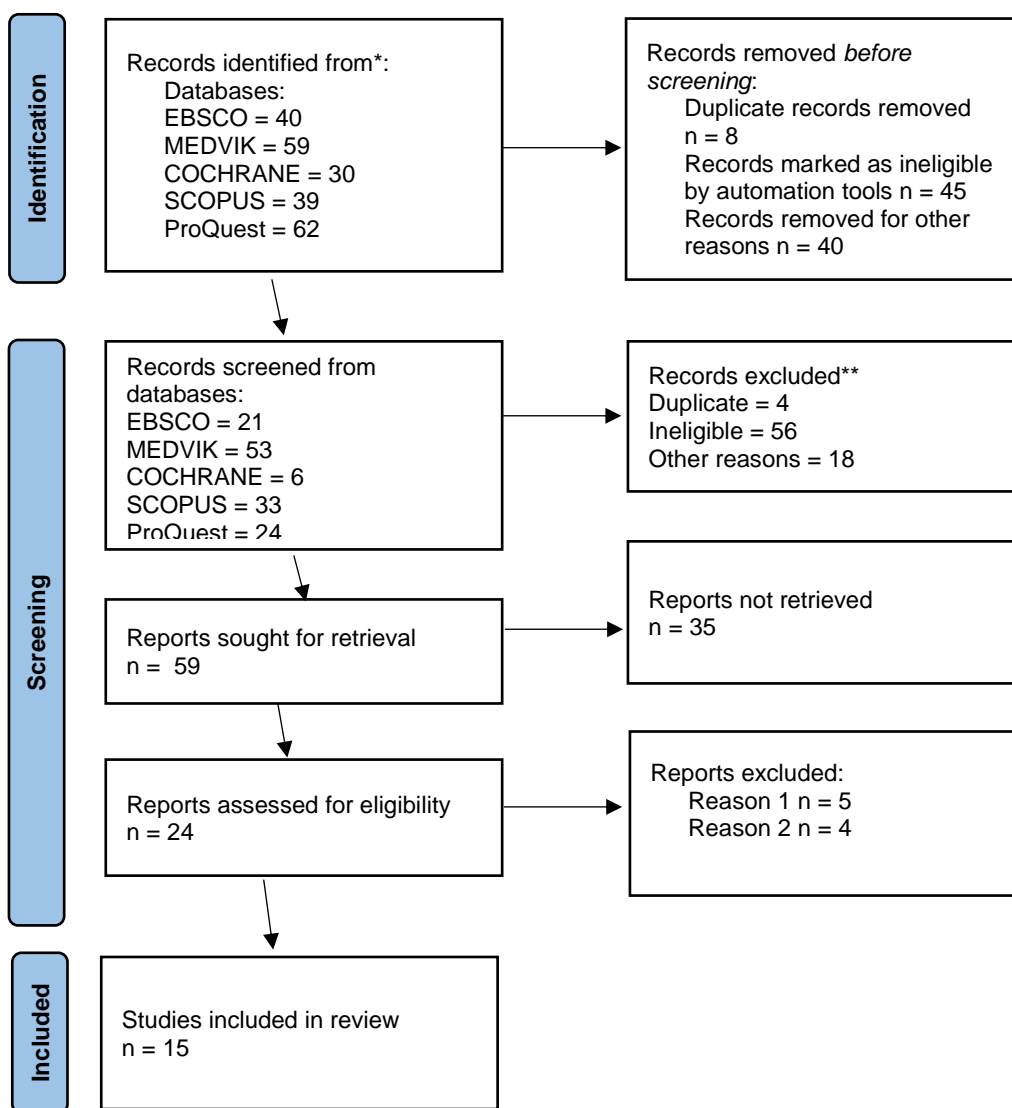 Identification
Records identified from*:
Databases:
EBSCO = 40
MEDVIK = 59
COCHRANE = 30
SCOPUS = 39
ProQuest = 62
Records removed before
screening:
Duplicate records removed
n = 8
Records marked as ineligible
by automation tools n = 45
Records removed for other
reasons n = 40
Screening
Records screened from
databases:
EBSCO = 21
MEDVIK = 53
COCHRANE = 6
SCOPUS = 33
ProQuest = 24
Records excluded**
Duplicate = 4
Ineligible = 56
Other reasons = 18
Reports sought for retrieval
n = 59
Reports not retrieved
n = 35
Reports assessed for eligibility
n = 24
Reports excluded:
Reason 1 n = 5
Reason 2 n = 4
Included
Studies included in review
n = 15